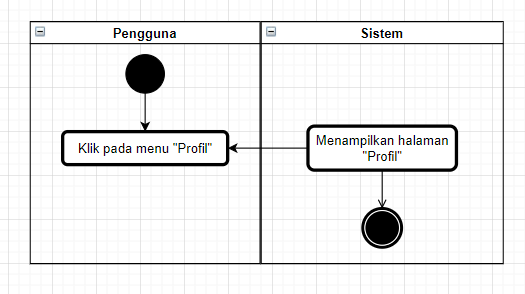 Pengguna
Sistem
Klik pada menu "Profil"
Menampilkan halaman
"Profil"